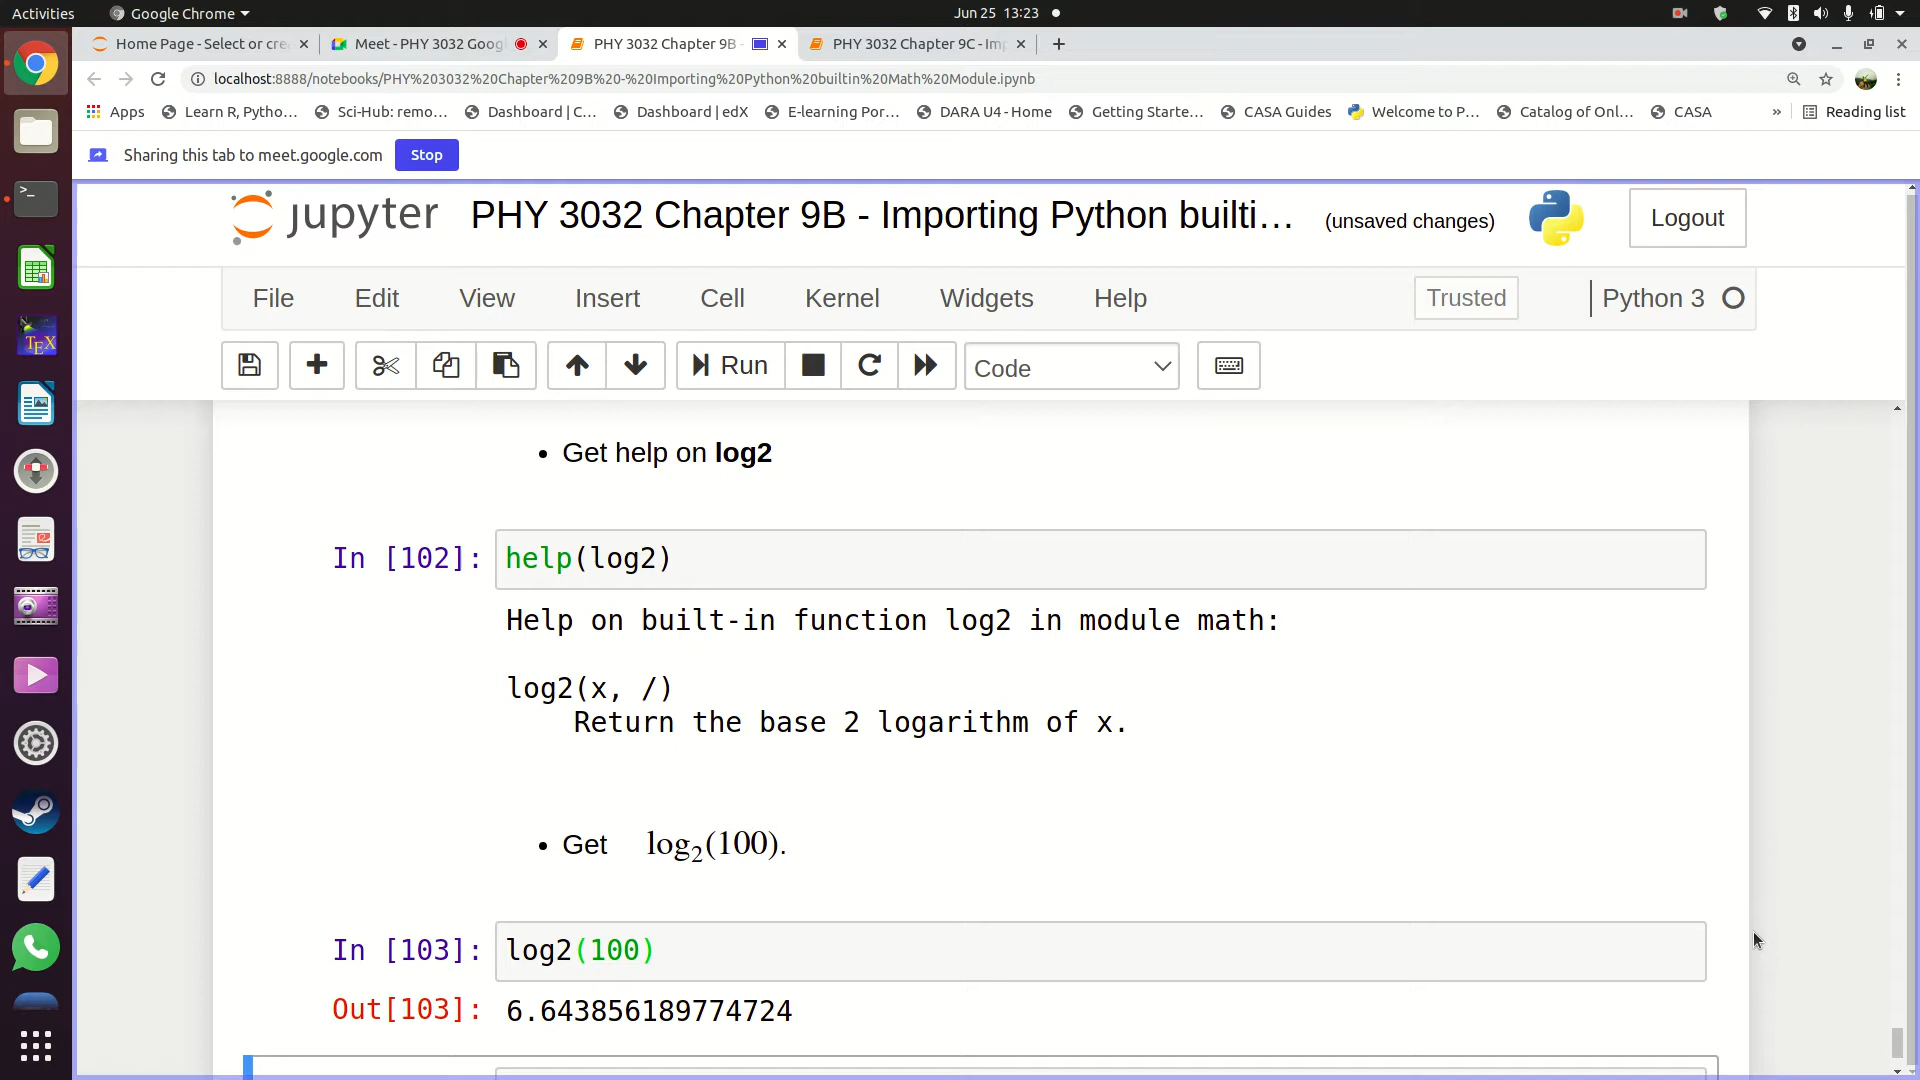 Activities
Google Chrome
Jun 25 13:23
Home Page - Select or cre
Meet - PHY 3032 Goog
PHY 3032 Chapter 9B -
PHY 3032 Chapter 9C - Im
localhost:8888/notebooks/PHY%203032%20Chapter%209B%20-%20Importing%20Python%20builtin%20Math%20Module.ipynb
Apps
Learn R, Pytho...
Sci-Hub: remo...
Dashboard | C...
Dashboard | edX
E-learning Por...
DARA U4 - Home
Getting Starte...
CASA Guides
Welcome to P...
Catalog of Onl...
CASA
»
Reading list
Sharing this tab to meet.google.com
Stop
jupyter
PHY 3032 Chapter 9B - Importing Python builti...
(unsaved changes)
Logout
File
Edit
View
Insert
Cell
Kernel
Widgets
Help
Trusted
Python 3
Run
Code
• Get help on log2
In [102]: help(log2)
Help on built-in function log2 in module math:
log2(x, /)
Return the base 2 logarithm of x.
• Get log₂(100).
In [103]: log2(100)
Out[103]: 6.643856189774724